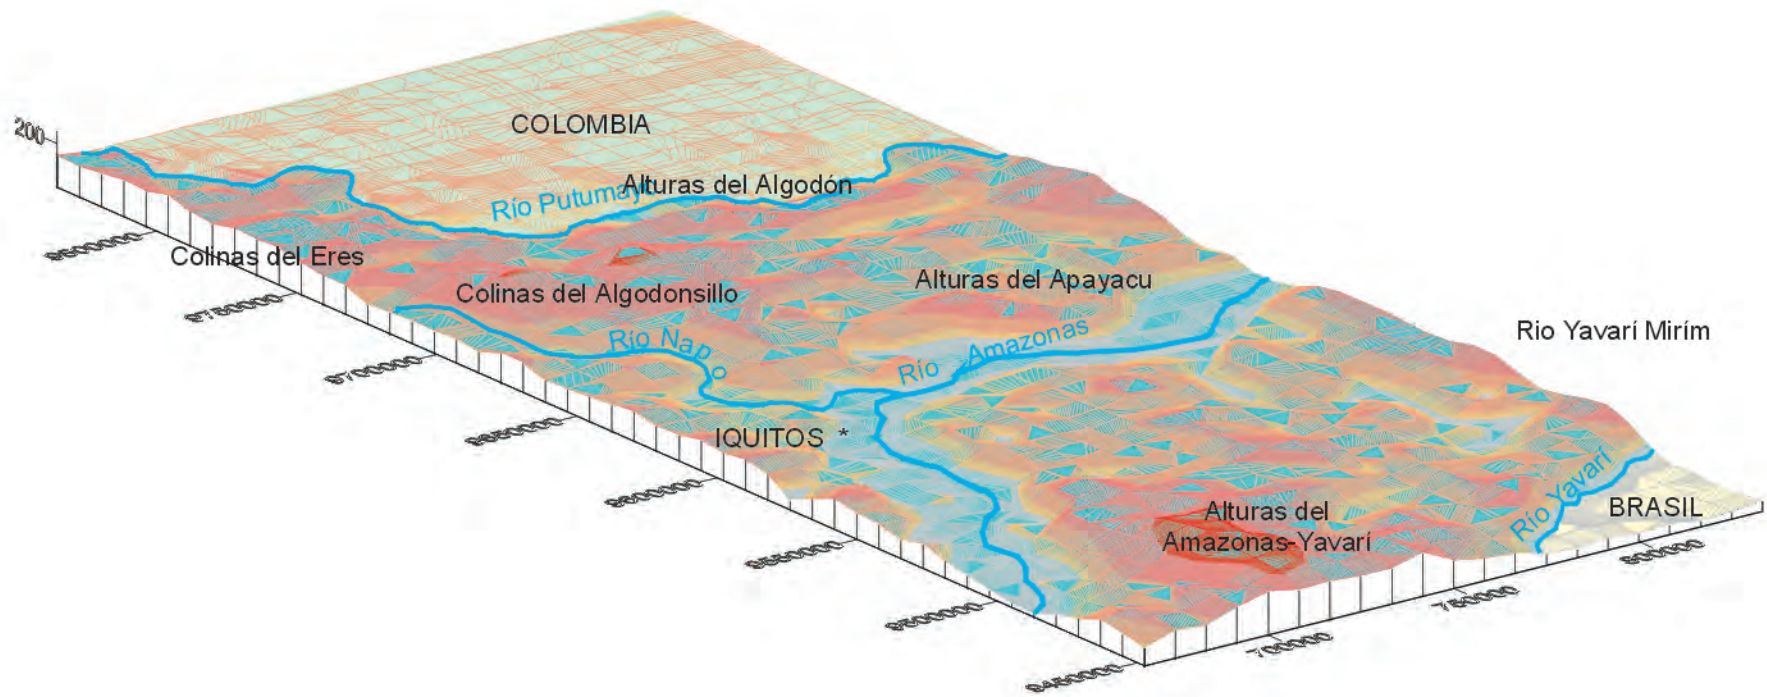 COLOMBIA
200
Alturas del Algodón
Río Putumayo
9800000
Colinas del Eres
Colinas del Algodonsillo
Alturas del Apayacu
9750000
Río Napo
Río Amazonas
Rio Yavarí Mirím
9700000
9650000
IQUITOS *
9600000
Río Yavarí
BRASIL
Alturas del
Amazonas-Yavarí
9550000
800000
9500000
750000
700000
9450000